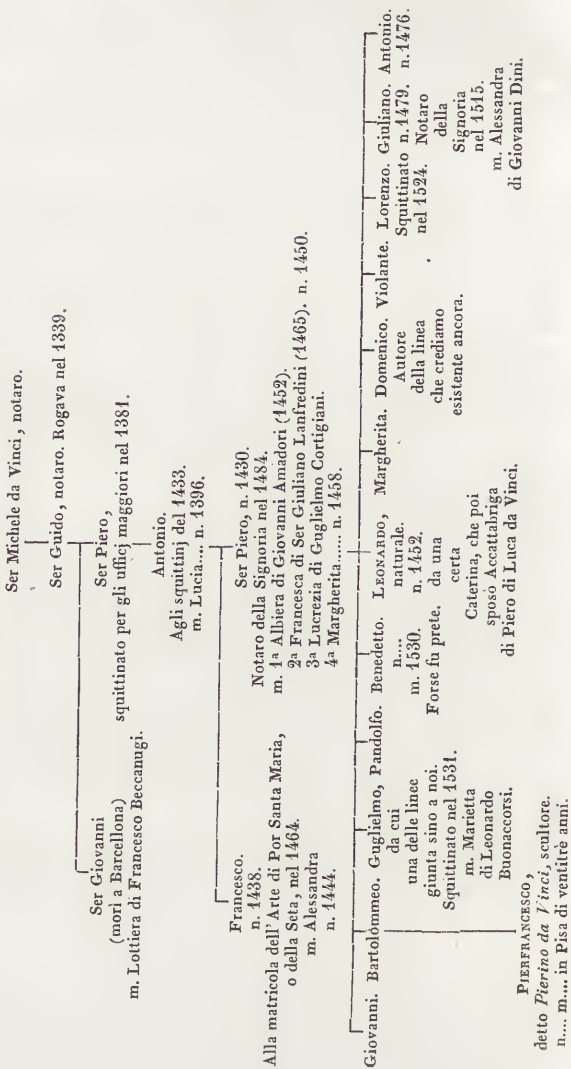 Ser Michele da Vinci, notaro.
Ser Guido, notaro. Rogava nel 1339.
Ser Giovanni
(morì a Barcellona)
m. Lottiera di Francesco Beccanugi.
Ser Piero,
squittinato per gli ufficj maggiori nel 1381.
Antonio.
Agli squittinj del 1433.
m. Lucia.... n. 1396.
Francesco.
n. 1438.
Alla matricola dell' Arte di Por Santa Maria,
o della Seta, nel 1464.
m. Alessandra
n. 1444.
Ser Piero, n. 1430.
Notaro della Signoria nel 1484.
m. 1ª Albiera di Giovanni Amadori (1452).
2ª Francesca di Ser Giuliano Lanfredini (1465). n. 1450.
3ª Lucrezia di Guglielmo Cortigiani.
4ª Margherita...... n. 1458.
Giovanni. Bartolommeo. Guglielmo, Pandolfo. Benedetto. LEONARDO, Margherita. Domenico. Violante. Lorenzo. Giuliano. Antonio.
da cui
una delle linee
giunta sino a noi.
Squittinato nel 1531.
m. Marietta
di Leonardo
Buonaccorsi.
n....
m. 1530.
Forse fu prete.
naturale.
n. 1452.
da una
certa
Caterina, che poi
sposò Accattabriga
di Piero di Luca da Vinci.
Autore
della linea
che crediamo
esistente ancora.
Squittinato
nel 1524.
n.1479.
Notaro
della
Signoria
nel 1515.
m. Alessandra
di Giovanni Dini.
n.1476.
PIERFRANCESCO,
detto Pierino da Vinci, scultore.
n.... m.... in Pisa di ventitrè anni.